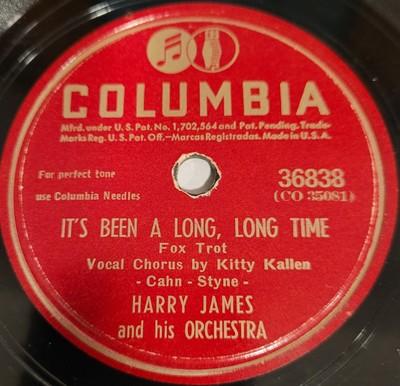 COLUMBIA
Mfrd. under U.S. Pat. No. 1,702,564 and Pat. Pending. Trade-
Marks Reg. U.S. Pat. Off.—Marcas Registradas. Made in U.S.A.
For perfect tone
use Columbia Needles
36838
(CO 35081)
IT'S BEEN A LONG, LONG TIME
Fox Trot
Vocal Chorus by Kitty Kallen
- Cahn - Styne -
HARRY JAMES
and his ORCHESTRA